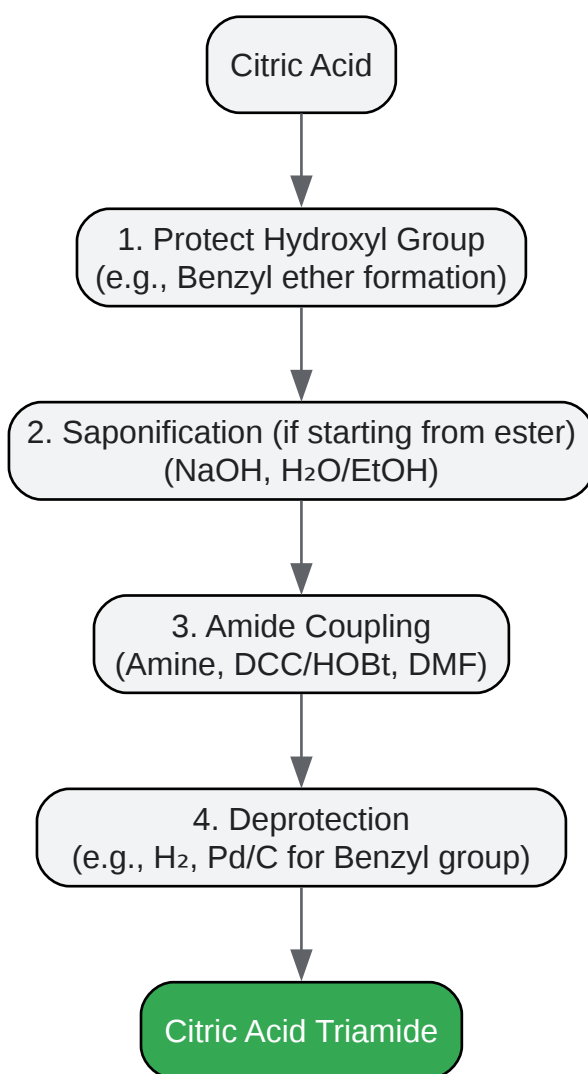 Citric Acid
1. Protect Hydroxyl Group
(e.g., Benzyl ether formation)
2. Saponification (if starting from ester)
(NaOH, H₂O/EtOH)
3. Amide Coupling
(Amine, DCC/HOBt, DMF)
4. Deprotection
(e.g., H₂, Pd/C for Benzyl group)
Citric Acid Triamide